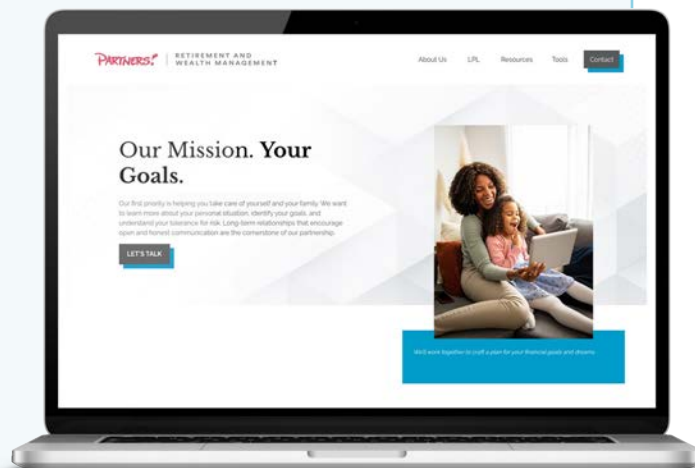 PARTNERS!
RETIREMENT AND
WEALTH MANAGEMENT
About Us LPL Resources Tools Contact
Our Mission. Your
Goals.
Our first priority is helping you take care of yourself and your family. We want
to learn more about your personal situation, identify your goals, and
understand your tolerance for risk. Long-term relationships that encourage
open and honest communication are the cornerstone of our partnership.
LET'S TALK
We'll work together to craft a plan for your financial goals and dreams.